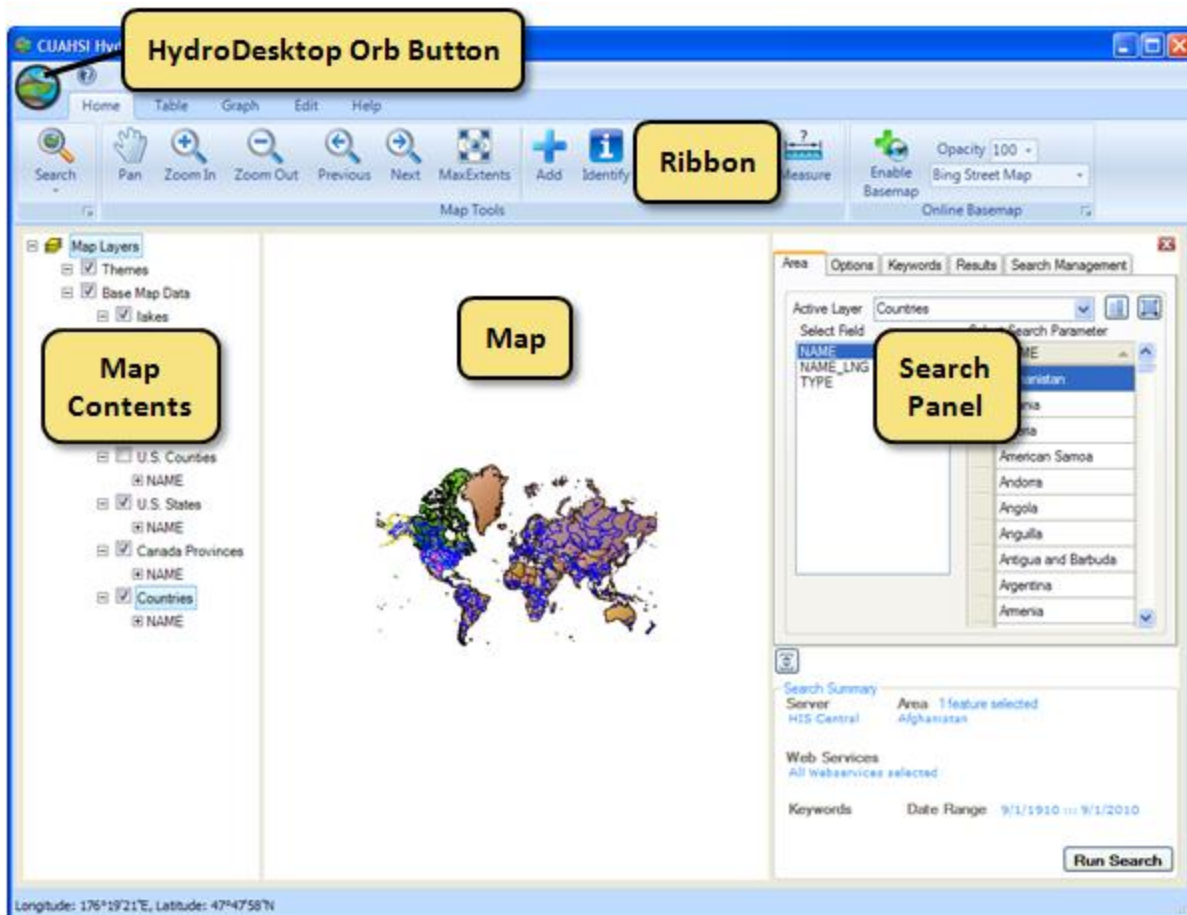 CUAHSI Hyd
HydroDesktop Orb Button
Home Table Graph Edit Help
Search Pan Zoom In Zoom Out Previous Next MaxExtents Add Identify Measure
Ribbon
Enable Basemap
Opacity 100
Bing Street Map
Map Tools Online Basemap
Map Layers
Themes
Base Map Data
lakes
Map Contents
U.S. Counties
NAME
U.S. States
NAME
Canada Provinces
NAME
Countries
NAME
Map
Area Options Keywords Results Search Management
Active Layer Countries
Select Field Search Parameter
NAME
NAME_LNG
TYPE
Search Panel
American Samoa
Andorra
Angola
Anguilla
Antigua and Barbuda
Argentina
Armenia
Search Summary
Server Area 1 feature selected
HIS Central Afghanistan
Web Services
All Webservices selected
Keywords Date Range 9/1/1910 ::: 9/1/2010
Run Search
Longitude: 176°19'21"E, Latitude: 47°47'58"N